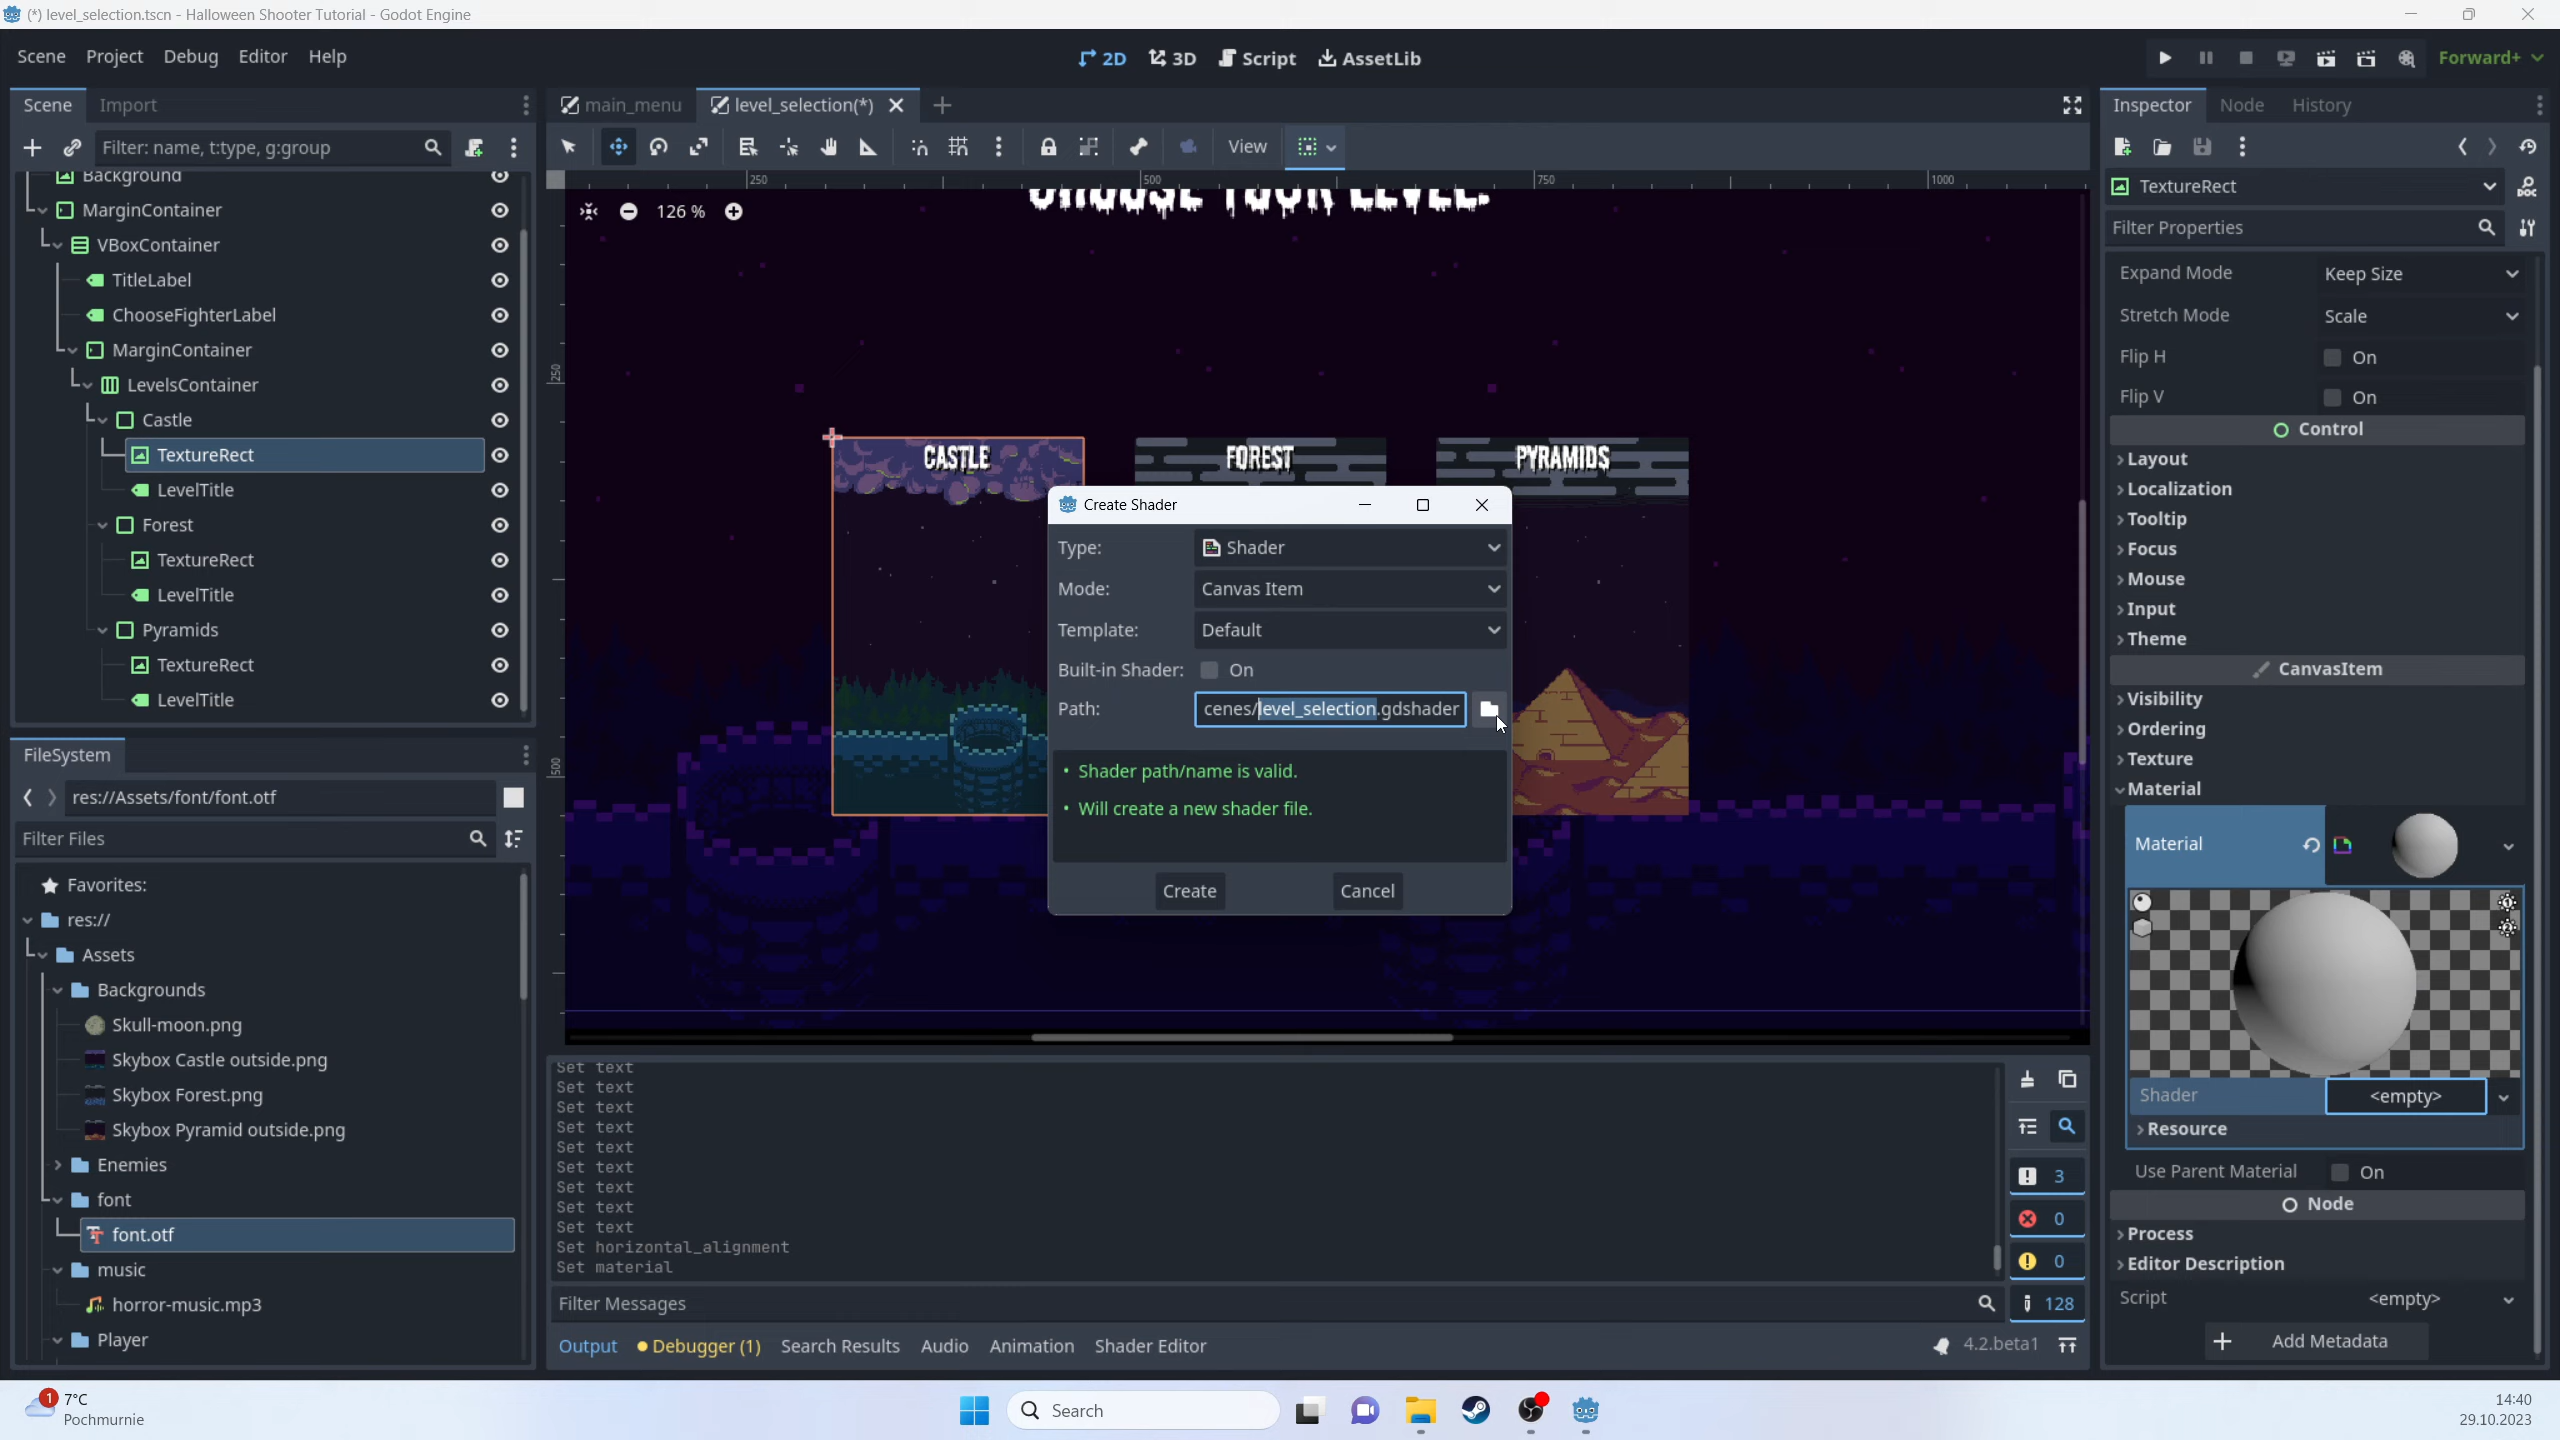 (*) level_selection.tscn - Halloween Shooter Tutorial - Godot Engine
Scene Project Debug Editor Help
2D 3D Script AssetLib
Forward+
Scene Import
main_menu level_selection(*)
Inspector Node History
Filter: name, t:type, g:group
View
TextureRect
Filter Properties
Background
MarginContainer
VBoxContainer
TitleLabel
ChooseFighterLabel
MarginContainer
LevelsContainer
Castle
TextureRect
LevelTitle
Forest
TextureRect
LevelTitle
Pyramids
TextureRect
LevelTitle
250 500 750 1000
126 %
CHOOSE YOUR LEVEL:
250
500
CASTLE
FOREST
PYRAMIDS
Create Shader
Type: Shader
Mode: Canvas Item
Template: Default
Built-in Shader: On
Path: cenes/level_selection.gdshader
• Shader path/name is valid.
• Will create a new shader file.
Create Cancel
Expand Mode Keep Size
Stretch Mode Scale
Flip H On
Flip V On
Control
Layout
Localization
Tooltip
Focus
Mouse
Input
Theme
CanvasItem
Visibility
Ordering
Texture
Material
Material
Shader <empty>
Resource
Use Parent Material On
Node
Process
Editor Description
Script <empty>
Add Metadata
FileSystem
res://Assets/font/font.otf
Filter Files
Favorites:
res://
Assets
Backgrounds
Skull-moon.png
Skybox Castle outside.png
Skybox Forest.png
Skybox Pyramid outside.png
Enemies
font
font.otf
music
horror-music.mp3
Player
Set text
Set text
Set text
Set text
Set text
Set text
Set text
Set text
Set text
Set horizontal_alignment
Set material
3
0
0
128
Filter Messages
Output Debugger (1) Search Results Audio Animation Shader Editor
4.2.beta1
1
7°C
Pochmurnie
Search
14:40
29.10.2023